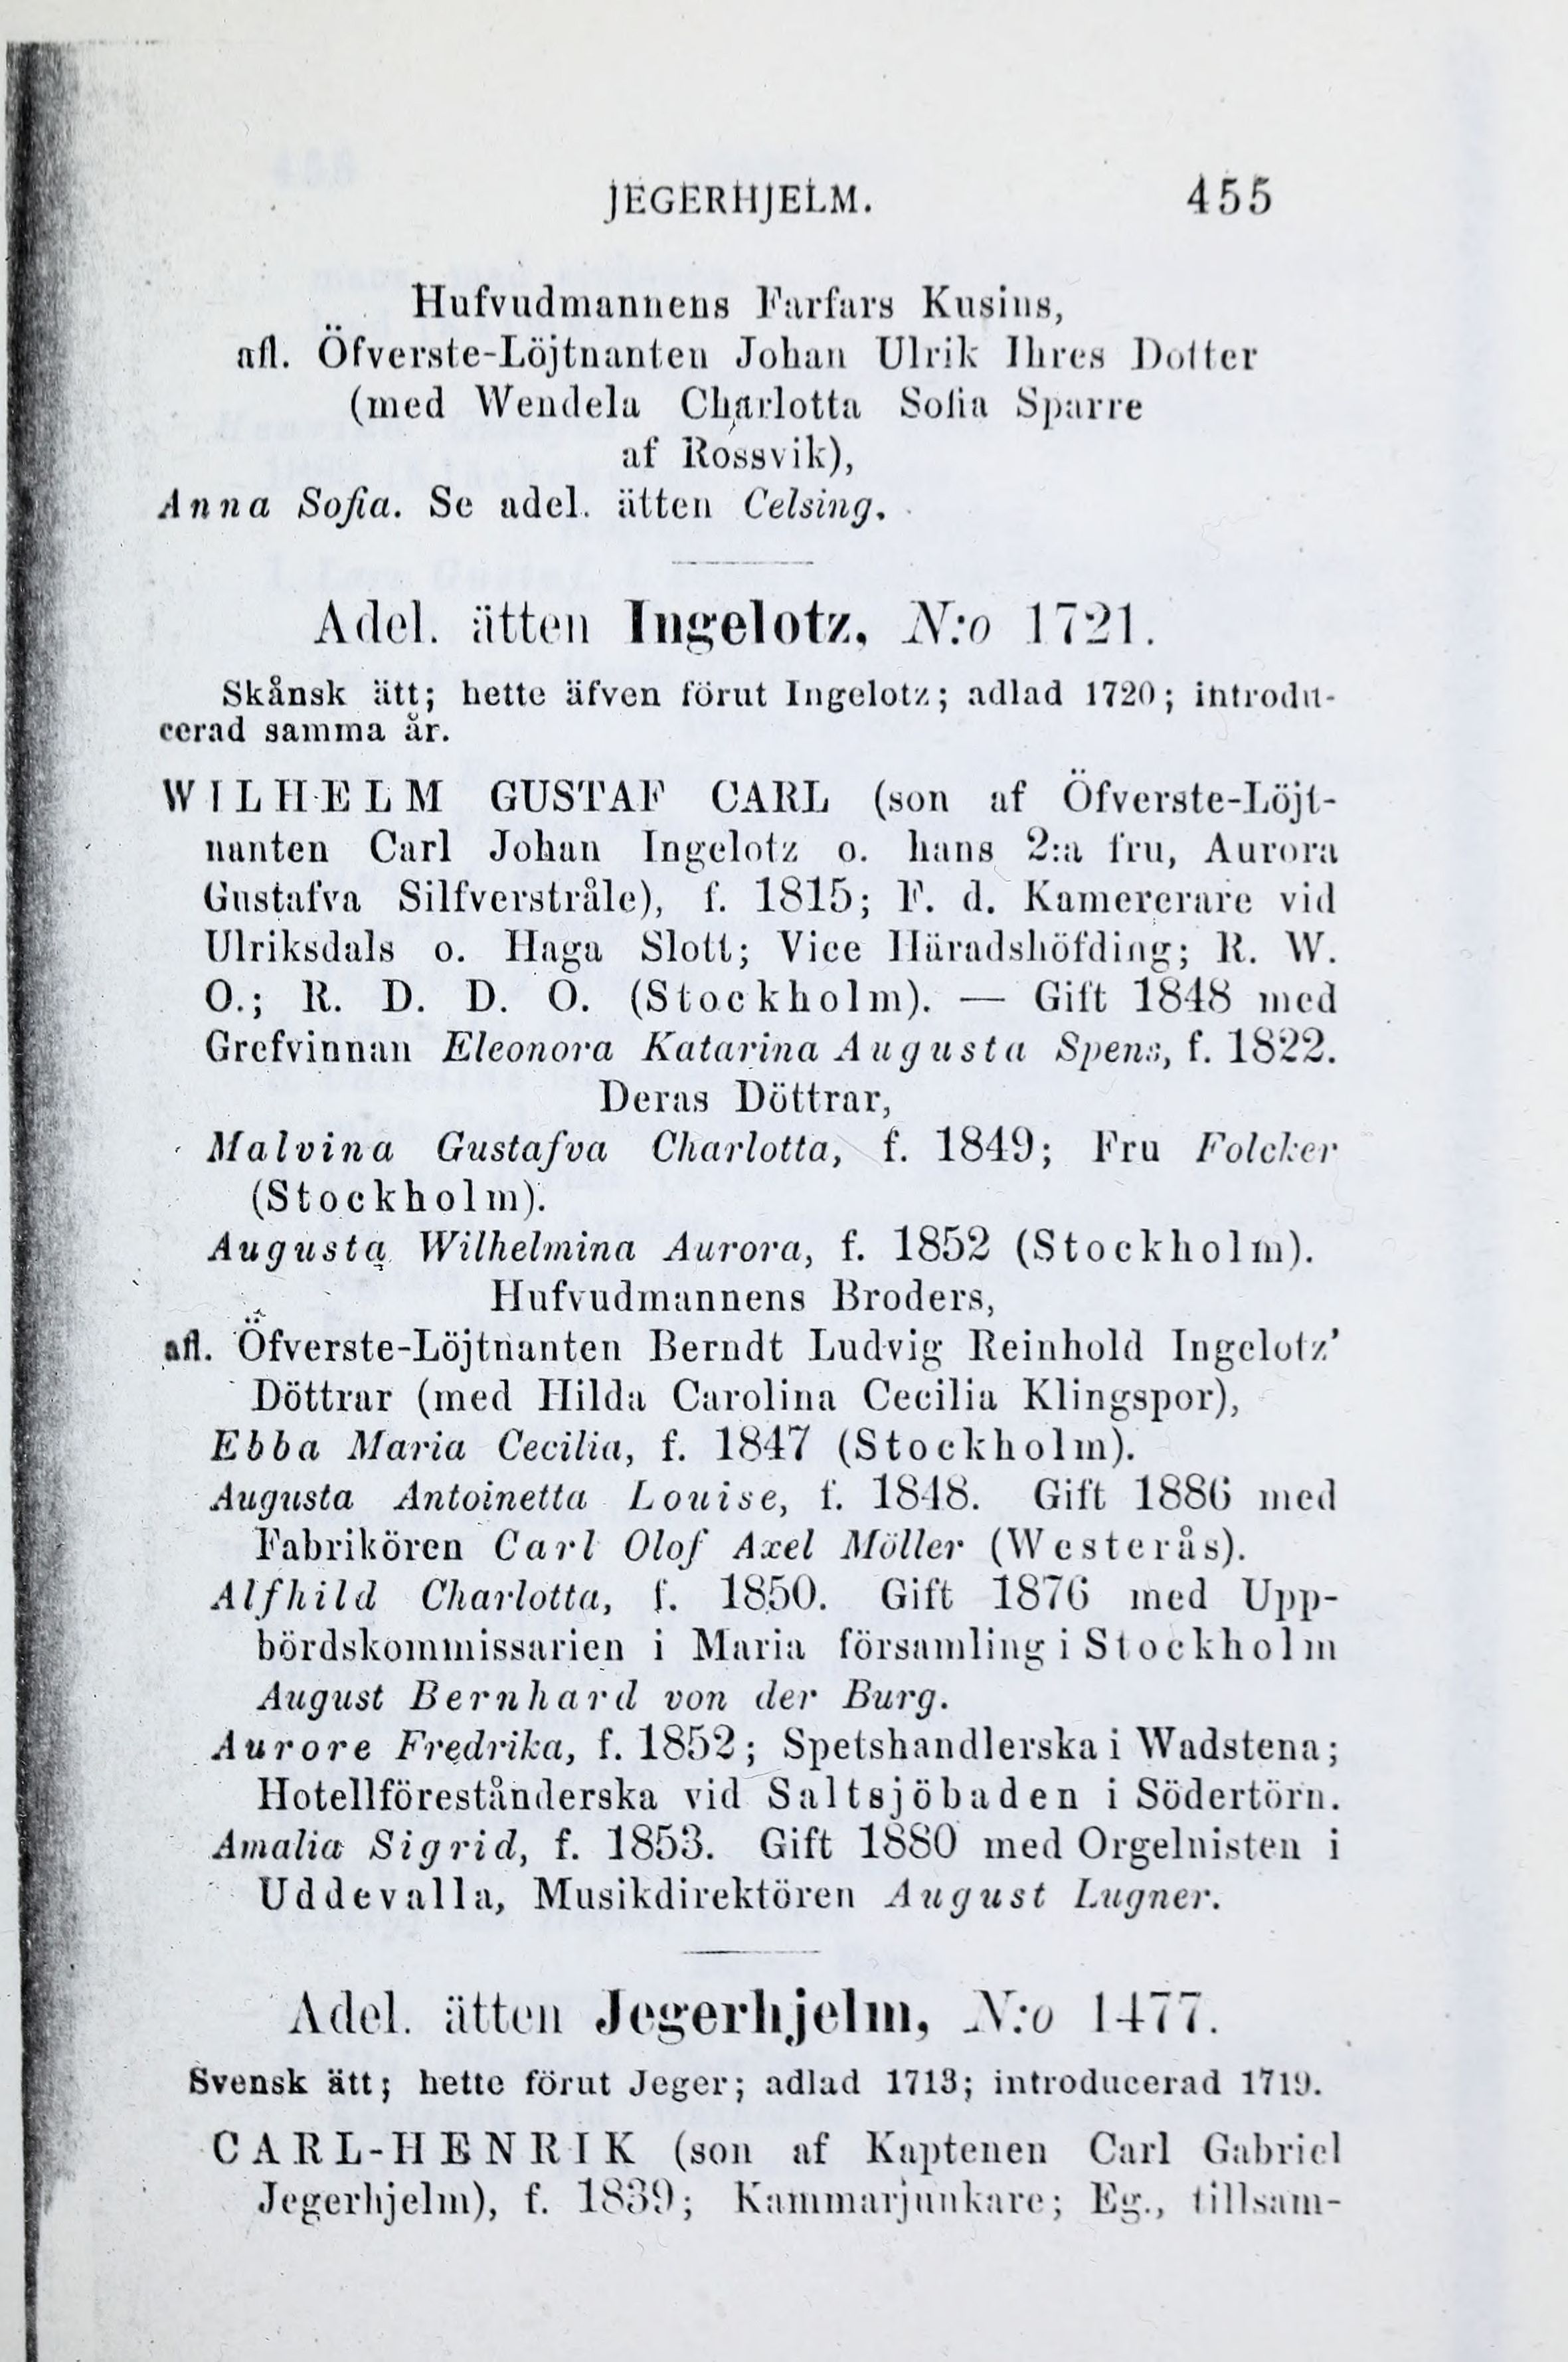 JEGERHJELM. 455
Hufvudmannens Farfars Kusins,
afl. Öfverste-Löjtnanten Johan Ulrik Ihres Dotter
(med Wendela Charlotta Sofia Sparre
af Rossvik),
Anna Sofia. Se adel. ätten Celsing.
Adel. ätten Ingelotz, N:o 1721.
Skånsk ätt; hette äfven förut Ingelotz; adlad 1720; introdu-
cerad samma år.
WILHELM GUSTAF CARL (son af Öfverste-Löjt-
nanten Carl Johan Ingelotz o. hans 2:a fru, Aurora
Gustafva Silfverstråle), f. 1815; F. d. Kamererare vid
Ulriksdals o. Haga Slott; Vice Häradshöfding; R. W.
O.; R. D. D. O. (Stockholm). — Gift 1848 med
Grefvinnan Eleonora Katarina Augusta Spens, f. 1822.
Deras Döttrar,
Malvina Gustafva Charlotta, f. 1849; Fru Folcker
(Stockholm).
Augusta Wilhelmina Aurora, f. 1852 (Stockholm).
Hufvudmannens Broders,
afl. Öfverste-Löjtnanten Berndt Ludvig Reinhold Ingelotz'
Döttrar (med Hilda Carolina Cecilia Klingspor),
Ebba Maria Cecilia, f. 1847 (Stockholm).
Augusta Antoinetta Louise, f. 1848. Gift 1886 med
Fabrikören Carl Olof Axel Möller (Westerås).
Alfhild Charlotta, f. 1850. Gift 1876 med Upp-
bördskommissarien i Maria församling i Stockholm
August Bernhard von der Burg.
Aurore Fredrika, f. 1852; Spetshandlerska i Wadstena;
Hotellförestånderska vid Saltsjöbaden i Södertörn.
Amalia Sigrid, f. 1853. Gift 1880 med Orgelnisten i
Uddevalla, Musikdirektören August Lugner.
Adel. ätten Jegerhjelm, N:o 1477.
Svensk ätt; hette förut Jeger; adlad 1713; introducerad 1719.
CARL-HENRIK (son af Kaptenen Carl Gabriel
Jegerhjelm), f. 1839; Kammarjunkare; Eg., tillsam-